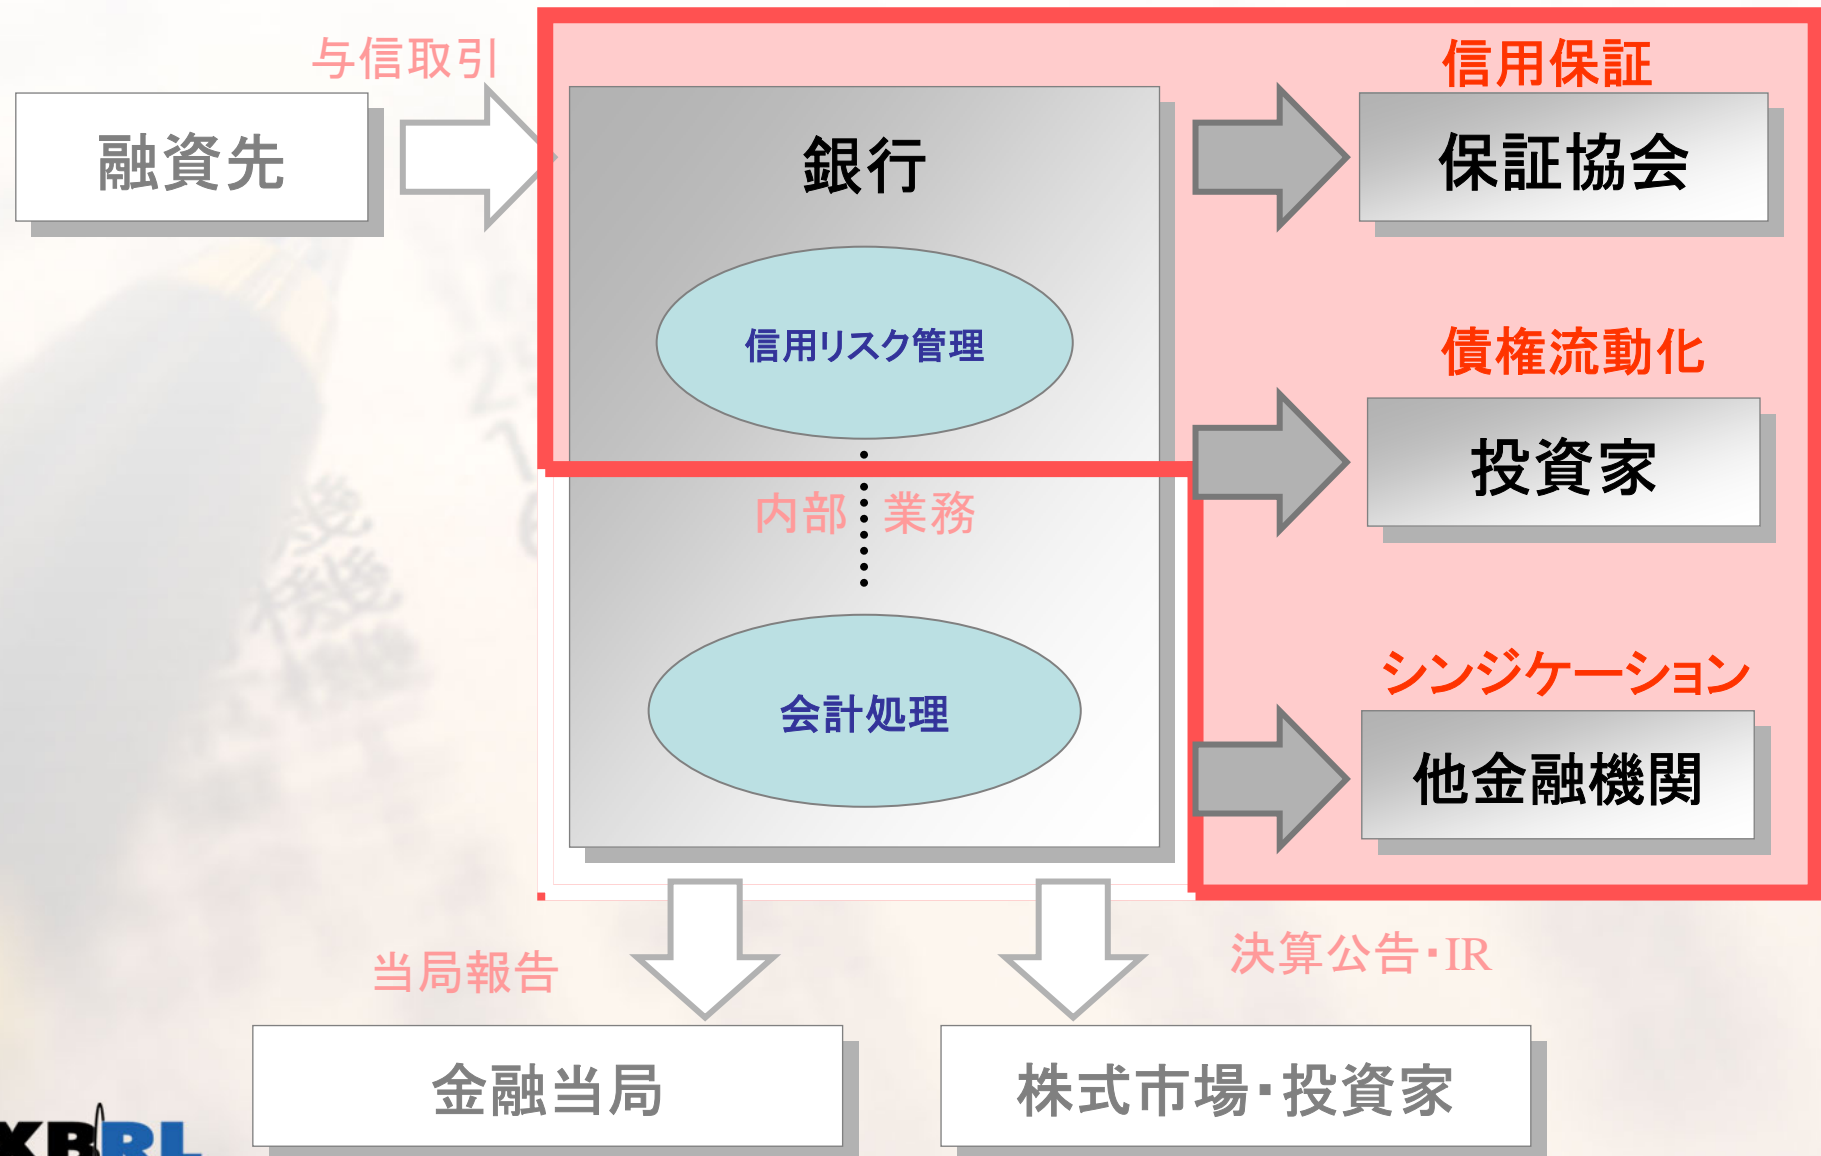 与信取引
融資先
銀行
信用リスク管理
内部 業務
会計処理
信用保証
保証協会
債権流動化
投資家
シンジケーション
他金融機関
当局報告
金融当局
決算公告・IR
株式市場・投資家
XBRL